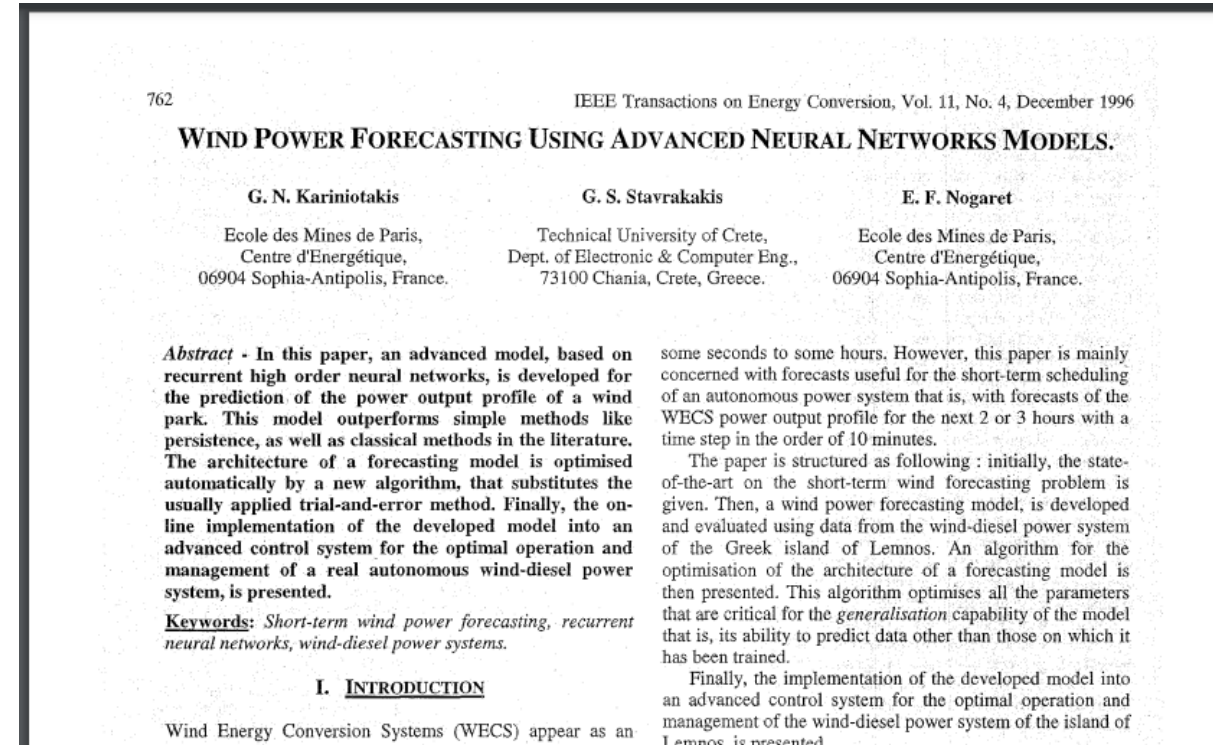 762
IEEE Transactions on Energy Conversion, Vol. 11, No. 4, December 1996
WIND POWER FORECASTING USING ADVANCED NEURAL NETWORKS MODELS.
G. N. Kariniotakis
Ecole des Mines de Paris,
Centre d'Energétique,
06904 Sophia-Antipolis, France.
G. S. Stavrakakis
Technical University of Crete,
Dept. of Electronic & Computer Eng.,
73100 Chania, Crete, Greece.
E. F. Nogaret
Ecole des Mines de Paris,
Centre d'Energétique,
06904 Sophia-Antipolis, France.
Abstract - In this paper, an advanced model, based on
recurrent high order neural networks, is developed for
the prediction of the power output profile of a wind
park. This model outperforms simple methods like
persistence, as well as classical methods in the literature.
The architecture of a forecasting model is optimised
automatically by a new algorithm, that substitutes the
usually applied trial-and-error method. Finally, the on-
line implementation of the developed model into an
advanced control system for the optimal operation and
management of a real autonomous wind-diesel power
system, is presented.
Keywords: Short-term wind power forecasting, recurrent
neural networks, wind-diesel power systems.
I. INTRODUCTION
Wind Energy Conversion Systems (WECS) appear as an
some seconds to some hours. However, this paper is mainly
concerned with forecasts useful for the short-term scheduling
of an autonomous power system that is, with forecasts of the
WECS power output profile for the next 2 or 3 hours with a
time step in the order of 10 minutes.
The paper is structured as following : initially, the state-
of-the-art on the short-term wind forecasting problem is
given. Then, a wind power forecasting model, is developed
and evaluated using data from the wind-diesel power system
of the Greek island of Lemnos. An algorithm for the
optimisation of the architecture of a forecasting model is
then presented. This algorithm optimises all the parameters
that are critical for the generalisation capability of the model
that is, its ability to predict data other than those on which it
has been trained.
Finally, the implementation of the developed model into
an advanced control system for the optimal operation and
management of the wind-diesel power system of the island of
Lemnos, is presented.